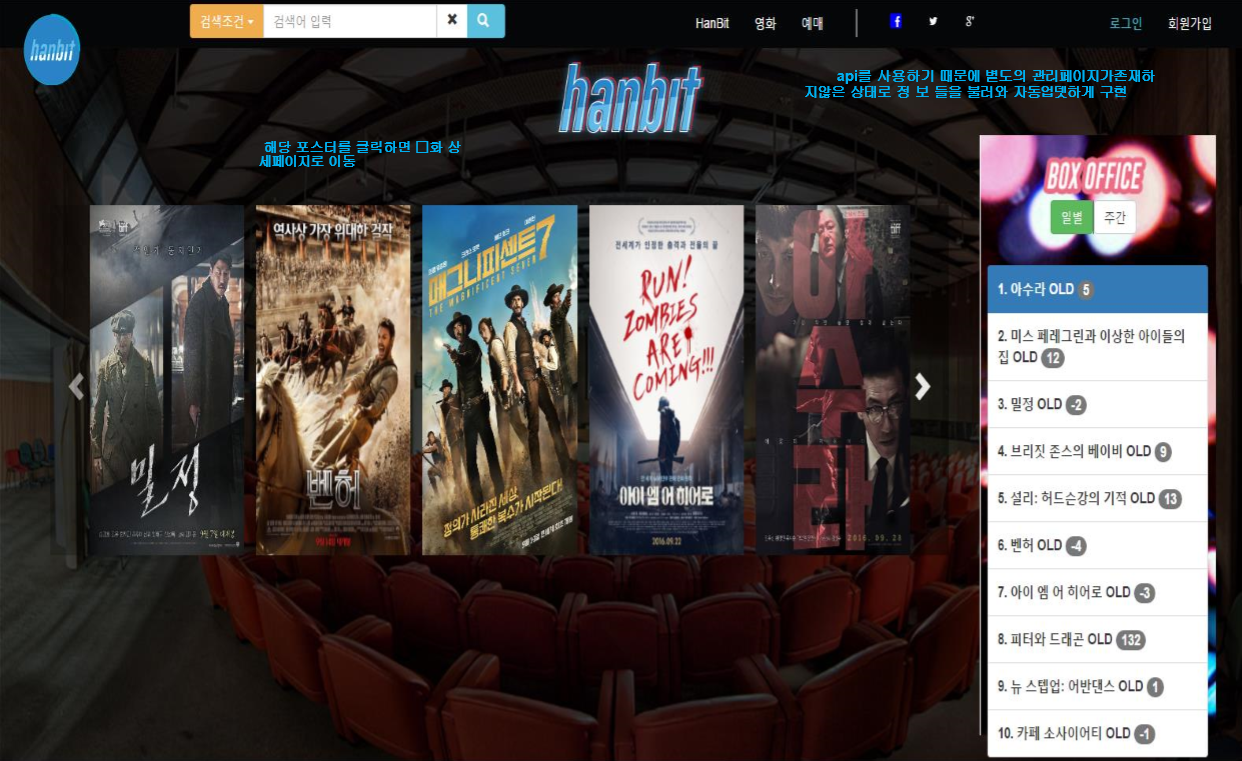 검색조건 검색어 입력
HanBit 영화 예매
로그인 회원가입
hanbit
hanbit
api를 사용하기 때문에 별도의 관리페이지가존재하
지않은 상태로 정 보 들을 불러와 자동업뎃하게 구현
해당 포스터를 클릭하면 □화 상
세페이지로 이동
밀정
역사상 가장 위대한 걸작
벤허
매그니피센트 7
THE MAGNIFICENT SEVEN
정의가 사라진 세상,
통쾌한 복수가 시작된다!
전세계가 인정한 충격과 전율의 끝
RUN!
ZOMBIES
ARE
COMING!!!
아이 엠 어 히어로
2016.09.22
아수라
2016.09.28
BOX OFFICE
일별 주간
1. 아수라 OLD 5
2. 미스 페레그린과 이상한 아이들의
집 OLD 12
3. 밀정 OLD -2
4. 브리짓 존스의 베이비 OLD 9
5. 설리: 허드슨강의 기적 OLD 13
6. 벤허 OLD -4
7. 아이 엠 어 히어로 OLD -3
8. 피터와 드래곤 OLD 132
9. 뉴 스텝업: 어반댄스 OLD 1
10. 카페 소사이어티 OLD -1